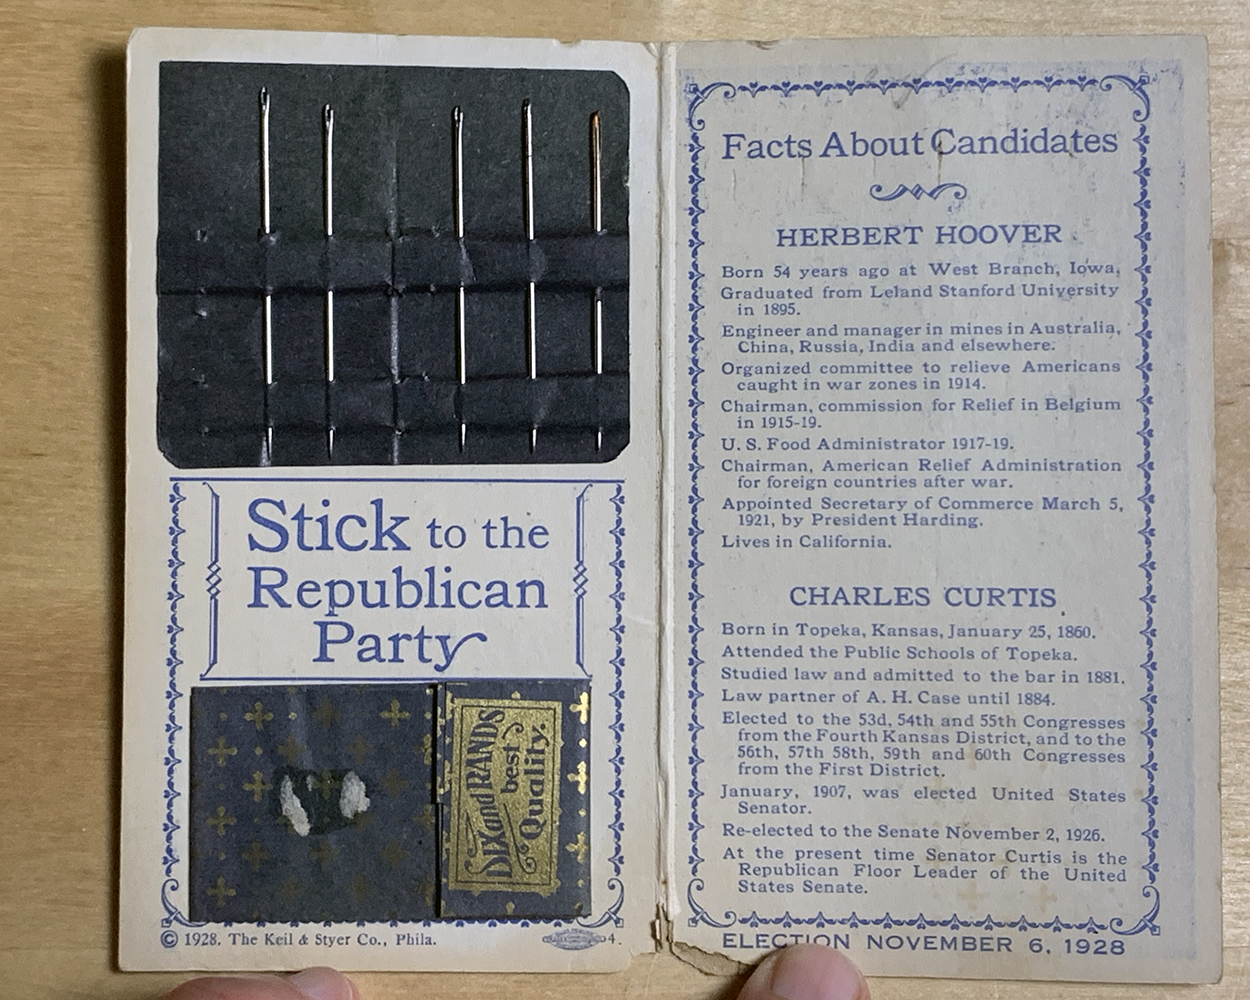 Stick to the
Republican
Party
DIX and RANDS
best
Quality.
© 1928. The Keil & Styer Co., Phila.
4.
Facts About Candidates
HERBERT HOOVER
Born 54 years ago at West Branch, Iowa.
Graduated from Leland Stanford University
in 1895.
Engineer and manager in mines in Australia,
China, Russia, India and elsewhere.
Organized committee to relieve Americans
caught in war zones in 1914.
Chairman, commission for Relief in Belgium
in 1915-19.
U. S. Food Administrator 1917-19.
Chairman, American Relief Administration
for foreign countries after war.
Appointed Secretary of Commerce March 5,
1921, by President Harding.
Lives in California.
CHARLES CURTIS
Born in Topeka, Kansas, January 25, 1860.
Attended the Public Schools of Topeka.
Studied law and admitted to the bar in 1881.
Law partner of A. H. Case until 1884.
Elected to the 53d, 54th and 55th Congresses
from the Fourth Kansas District, and to the
56th, 57th 58th, 59th and 60th Congresses
from the First District.
January, 1907, was elected United States
Senator.
Re-elected to the Senate November 2, 1926.
At the present time Senator Curtis is the
Republican Floor Leader of the United
States Senate.
ELECTION NOVEMBER 6, 1928